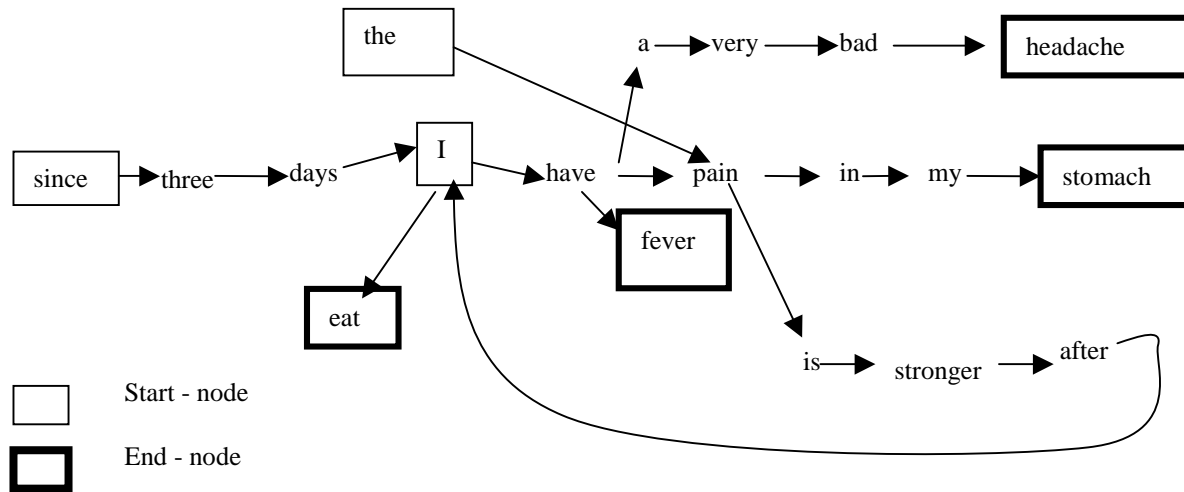 the
a very bad headache
I
since three days have pain in my stomach
fever
eat
is stronger after
Start - node
End - node